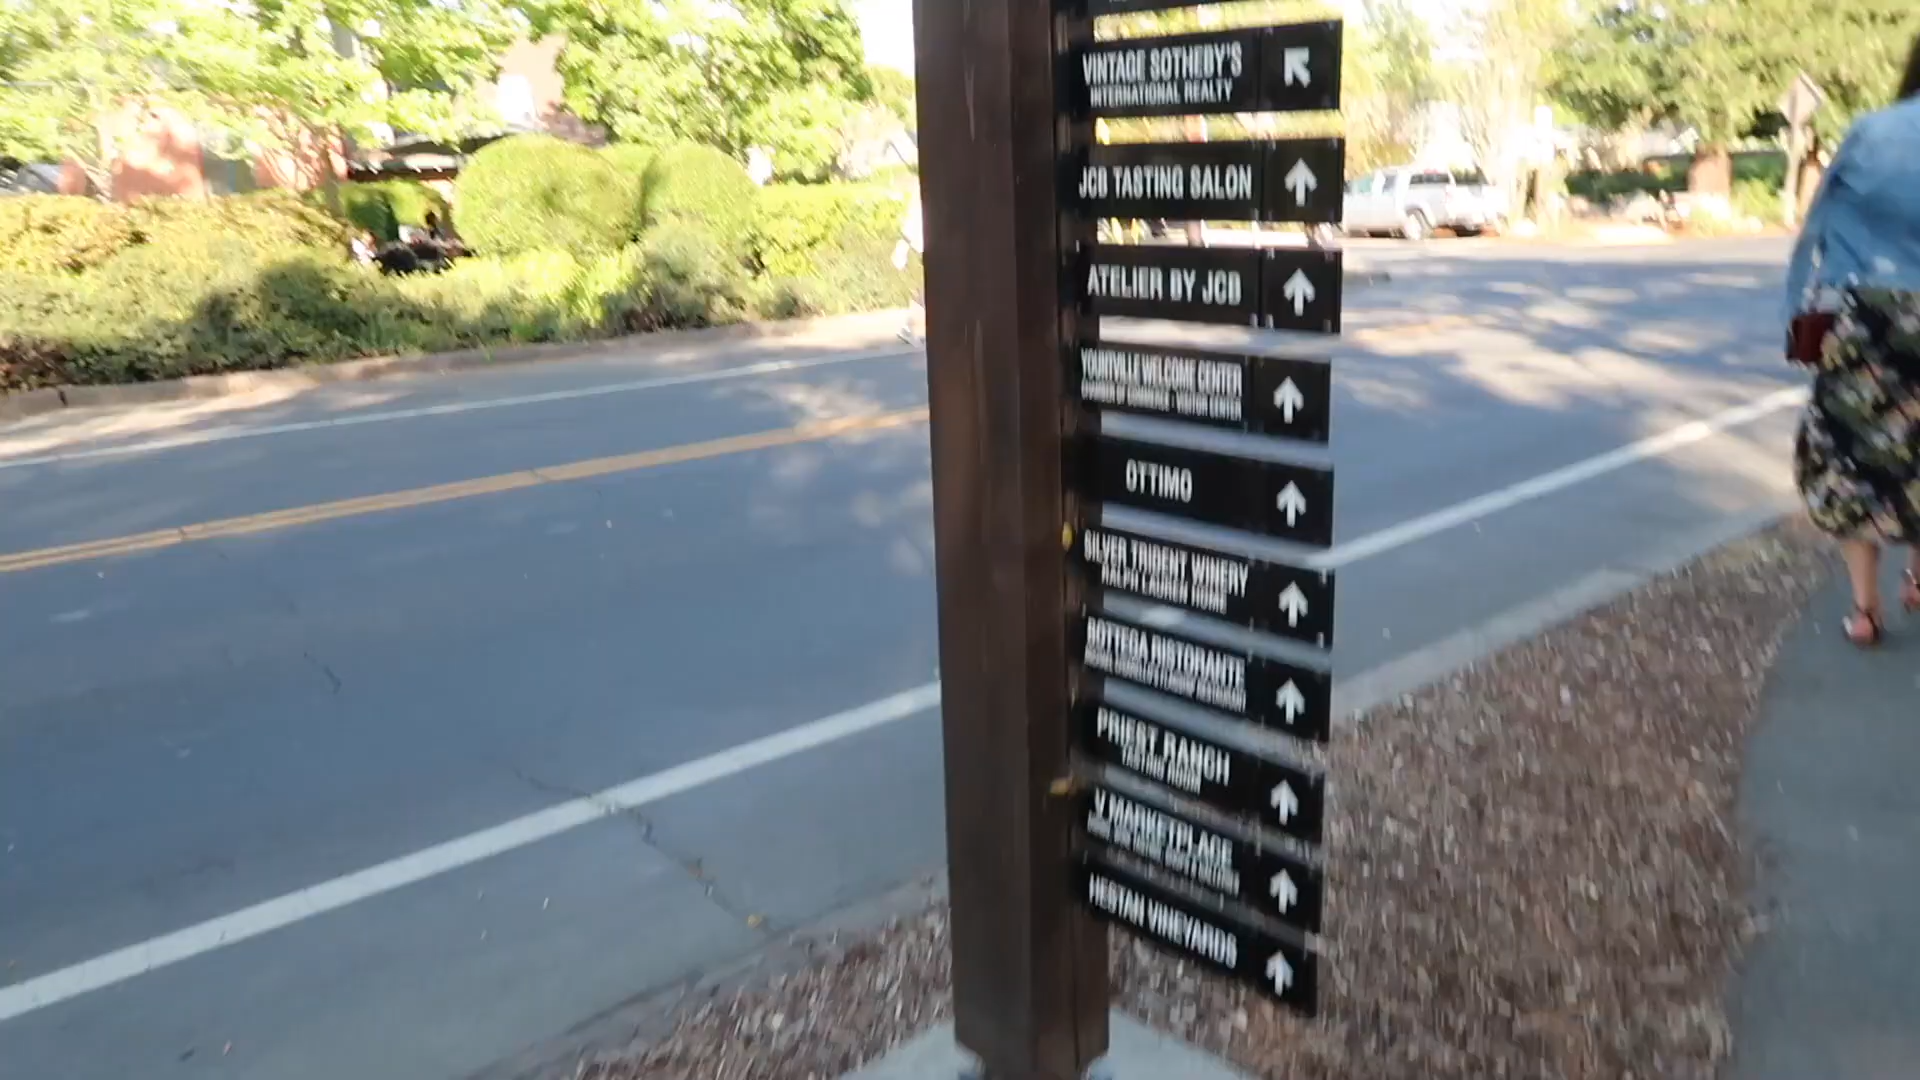 VINTAGE SOTHEBY'S
INTERNATIONAL REALTY
JCB TASTING SALON
ATELIER BY JCB
YOUNTVILLE WELCOME CENTR
OTTIMO
SILVER TRIDENT WINERY
RALPH LAUREN HOME
BOTTEGA RISTORANTE
PRIEST RANCH
TASTING ROOM
V MARKETPLACE
HESTAN VINEYARDS